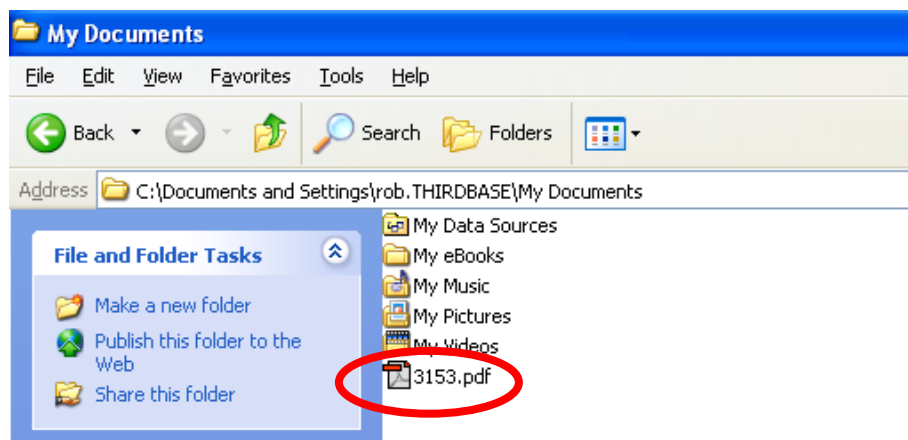 My Documents
File Edit View Favorites Tools Help
Back Search Folders
Address C:\Documents and Settings\rob.THIRDBASE\My Documents
File and Folder Tasks
Make a new folder
Publish this folder to the
Web
Share this folder
My Data Sources
My eBooks
My Music
My Pictures
My Videos
3153.pdf